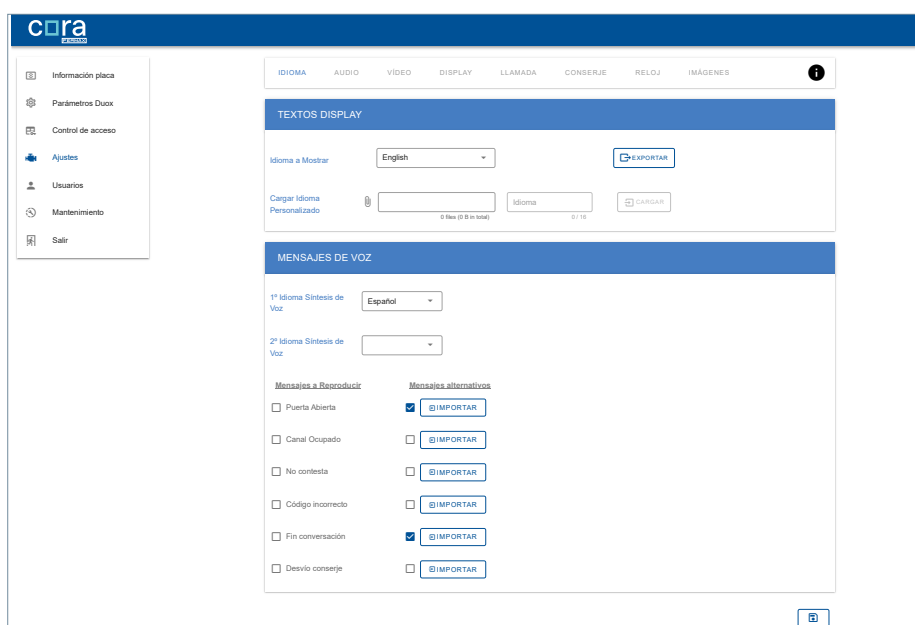 cora
Información placa
Parámetros Duox
Control de acceso
Ajustes
Usuarios
Mantenimiento
Salir
IDIOMA AUDIO VÍDEO DISPLAY LLAMADA CONSERJE RELOJ IMÁGENES
TEXTOS DISPLAY
Idioma a Mostrar English EXPORTAR
Cargar Idioma
Personalizado Idioma CARGAR
0 files (0 B in total) 0 / 16
MENSAJES DE VOZ
1º Idioma Síntesis de
Voz Español
2º Idioma Síntesis de
Voz
Mensajes a Reproducir Mensajes alternativos
Puerta Abierta IMPORTAR
Canal Ocupado IMPORTAR
No contesta IMPORTAR
Código incorrecto IMPORTAR
Fin conversación IMPORTAR
Desvío conserje IMPORTAR